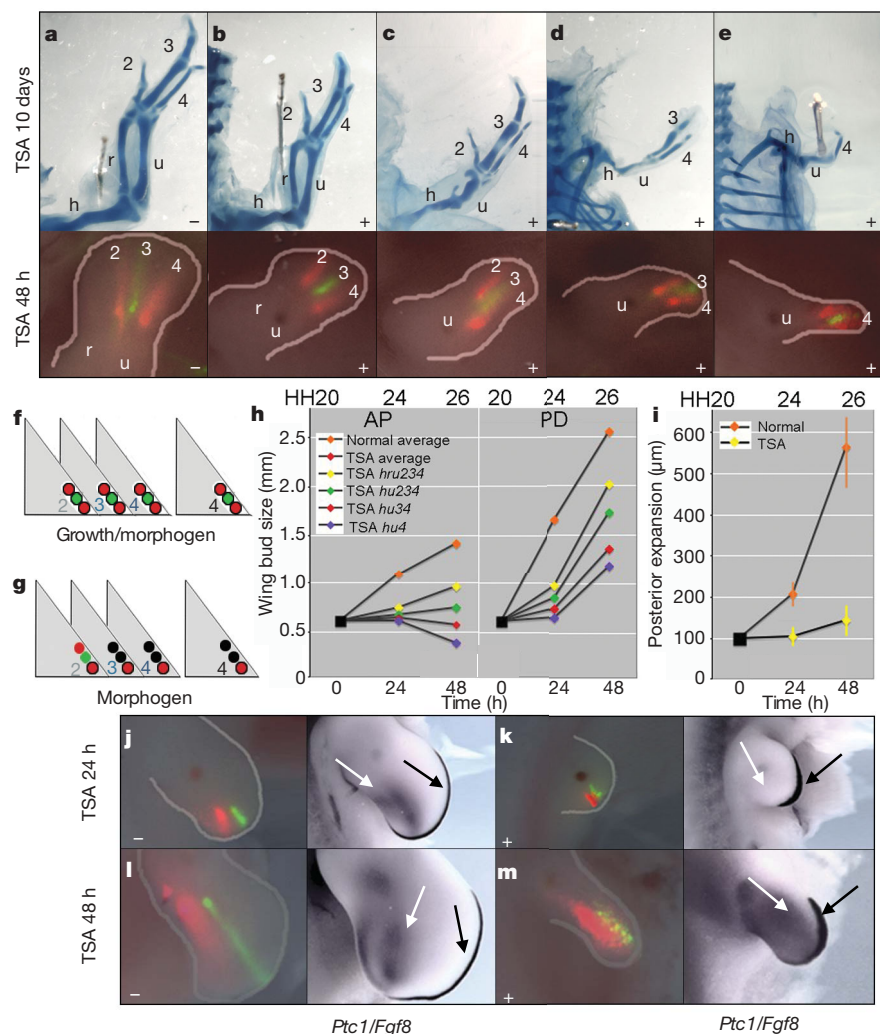 TSA 10 days
a
3
2
4
r
u
h
–
b
2
3
4
r
u
h
+
c
3
2
4
h
u
+
d
3
4
h
u
+
e
h
4
u
+
TSA 48 h
2 3 4
r
u
–
2
3
4
r
u
+
2
3
4
u
+
3
4
u
+
4
u
+
f
2 3 4 4
Growth/morphogen
g
2 3 4 4
Morphogen
h
HH20 24 26 20 24 26
AP PD
Normal average
TSA average
TSA hru234
TSA hu234
TSA hu34
TSA hu4
Wing bud size (mm)
2.5
2.0
1.5
1.0
0.5
0
0 24 48 0 24 48
Time (h)
i
HH20 24 26
Normal
TSA
Posterior expansion (µm)
600
500
400
300
200
100
0
0 24 48
Time (h)
TSA 24 h
j
–
k
+
TSA 48 h
l
–
m
+
Ptc1/Fgf8
Ptc1/Fgf8